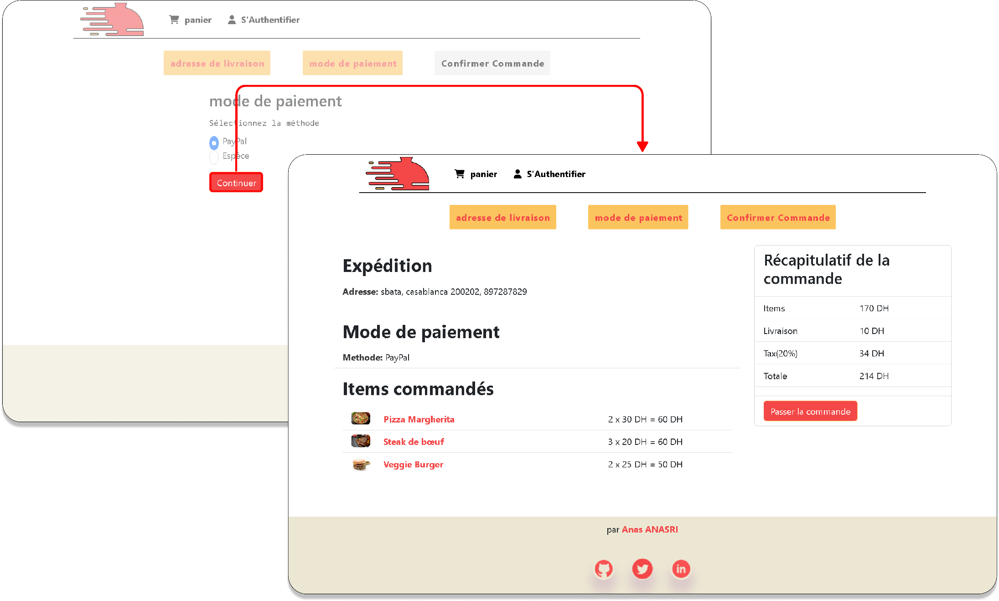 panier S'Authentifier
adresse de livraison mode de paiement Confirmer Commande
mode de paiement
Sélectionnez la méthode
PayPal
Espèce
Continuer
panier S'Authentifier
adresse de livraison mode de paiement Confirmer Commande
Expédition
Adresse: sbata, casablanca 200202, 897287829
Mode de paiement
Methode: PayPal
Items commandés
Pizza Margherita 2 x 30 DH = 60 DH
Steak de bœuf 3 x 20 DH = 60 DH
Veggie Burger 2 x 25 DH = 50 DH
Récapitulatif de la
commande
Items 170 DH
Livraison 10 DH
Tax(20%) 34 DH
Totale 214 DH
Passer la commande
par Anas ANASRI
in